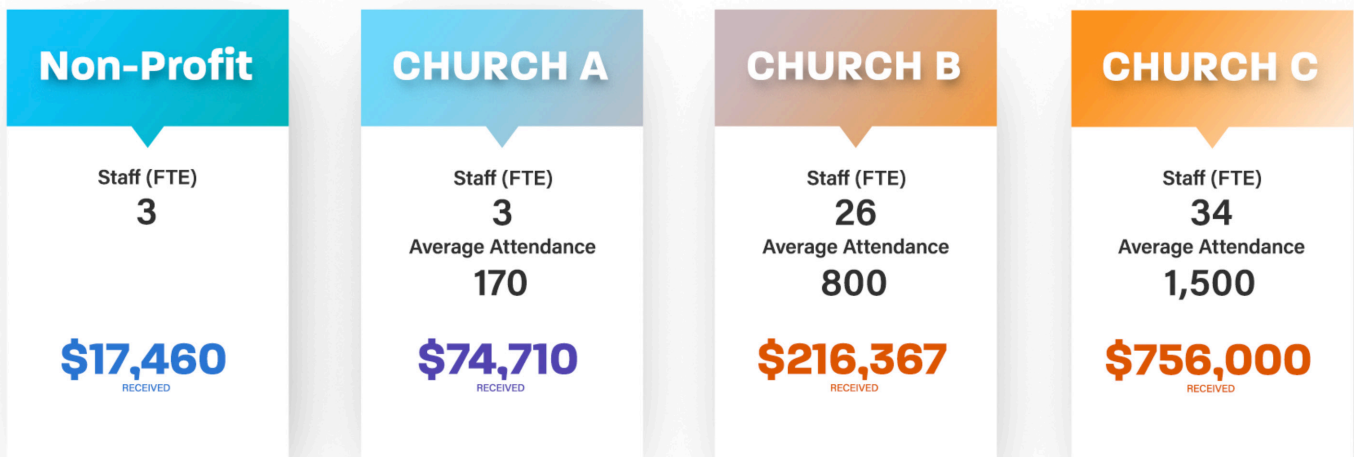 Non-Profit
Staff (FTE)
3
$17,460
RECEIVED
CHURCH A
Staff (FTE)
3
Average Attendance
170
$74,710
RECEIVED
CHURCH B
Staff (FTE)
26
Average Attendance
800
$216,367
RECEIVED
CHURCH C
Staff (FTE)
34
Average Attendance
1,500
$756,000
RECEIVED